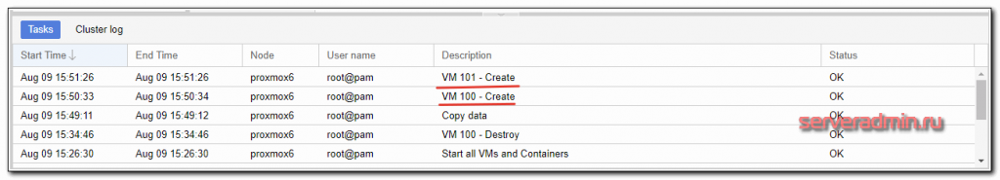 Tasks Cluster log
Start Time End Time Node User name Description Status
Aug 09 15:51:26 Aug 09 15:51:26 proxmox6 root@pam VM 101 - Create OK
Aug 09 15:50:33 Aug 09 15:50:34 proxmox6 root@pam VM 100 - Create OK
Aug 09 15:49:11 Aug 09 15:49:12 proxmox6 root@pam Copy data OK
serveradmin.ru
Aug 09 15:34:46 Aug 09 15:34:46 proxmox6 root@pam VM 100 - Destroy OK
Aug 09 15:26:30 Aug 09 15:26:30 proxmox6 root@pam Start all VMs and Containers OK